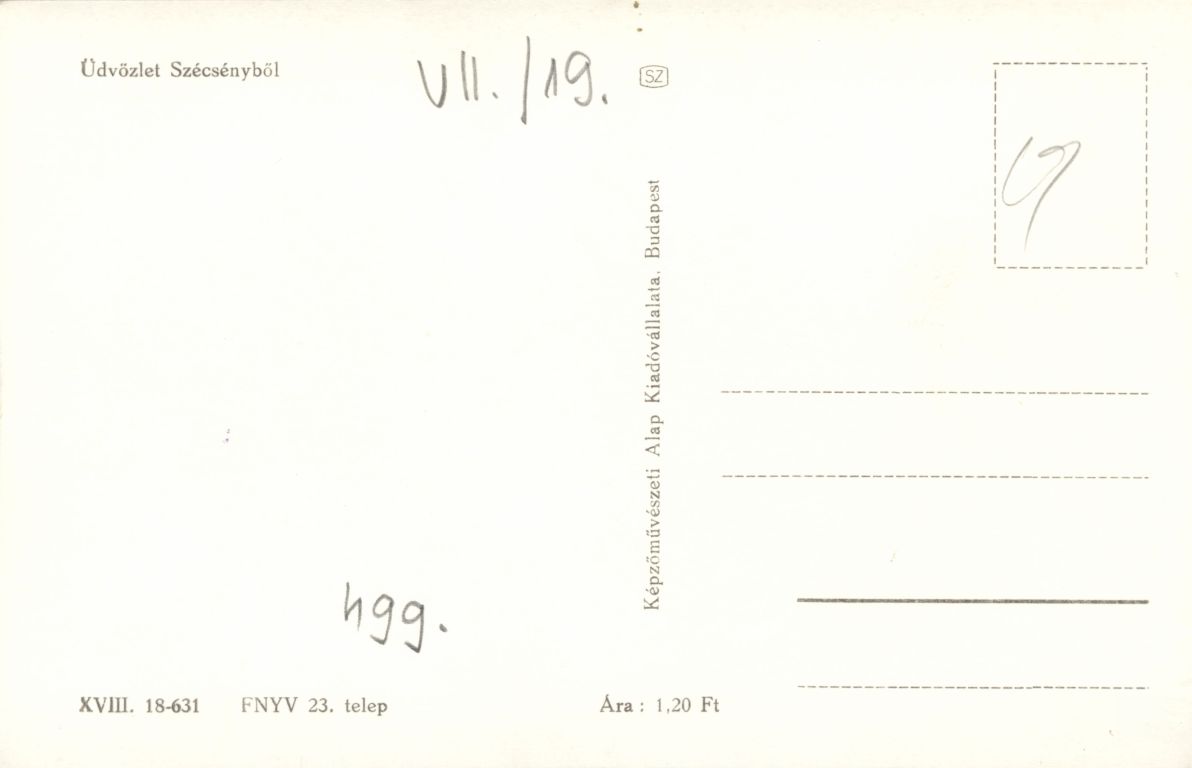 Üdvözlet Szécsényből
VII./19.
SZ
Képzőművészeti Alap Kiadóvállalata, Budapest
499.
XVIII. 18-631 FNYV 23. telep
Ára: 1,20 Ft